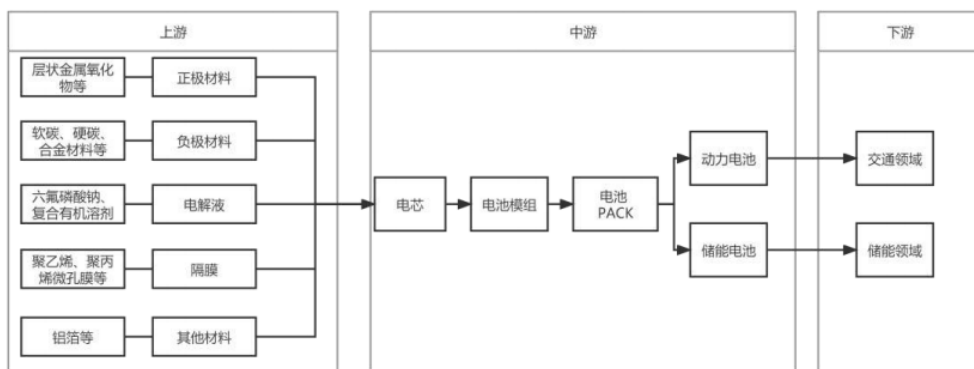 上游
中游
下游
层状金属氧化
物等
正极材料
软碳、硬碳、
合金材料等
负极材料
六氟磷酸钠、
复合有机溶剂
电解液
聚乙烯、聚丙
烯微孔膜等
隔膜
铝箔等
其他材料
电芯
电池模组
电池
PACK
动力电池
储能电池
交通领域
储能领域